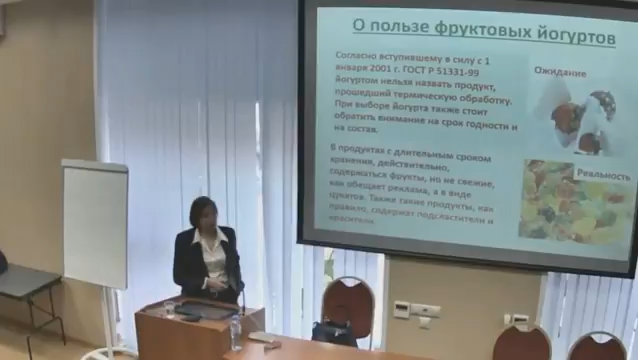 О пользе фруктовых йогуртов
Согласно вступившему в силу с 1
января 2001 г. ГОСТ Р 51331-99
йогуртом нельзя назвать продукт,
прошедший термическую обработку.
При выборе йогурта также стоит
обратить внимание на срок годности и
на состав.
В продуктах с длительным сроком
хранения, действительно,
содержаться фрукты, но не свежие,
как обещает реклама, а в виде
цукатов. Также такие продукты, как
правило, содержат подсластители и
красители.
Ожидание
Реальность